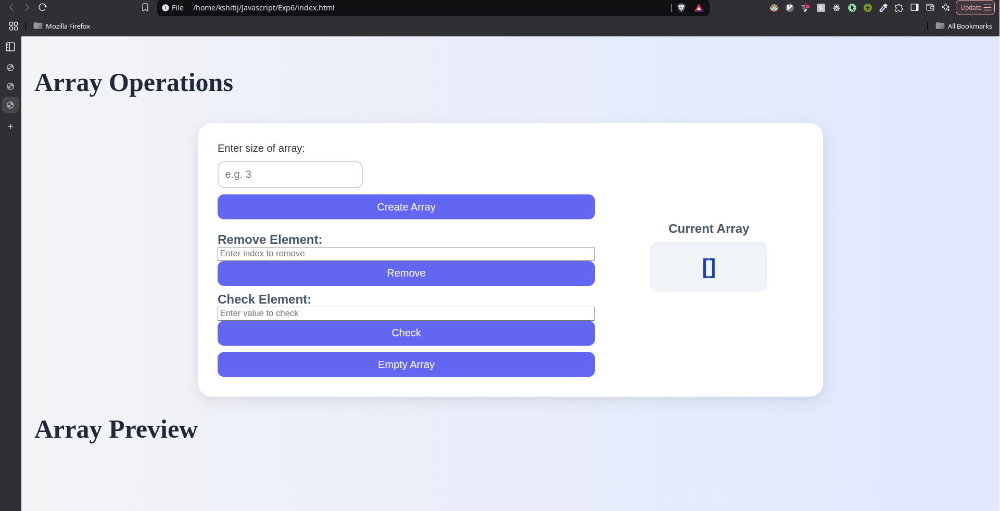 File /home/kshitij/Javascript/Exp6/index.html
Update
Mozilla Firefox
All Bookmarks
Array Operations
Enter size of array:
e.g. 3
Create Array
Remove Element:
Enter index to remove
Remove
Check Element:
Enter value to check
Check
Empty Array
Current Array
[]
Array Preview